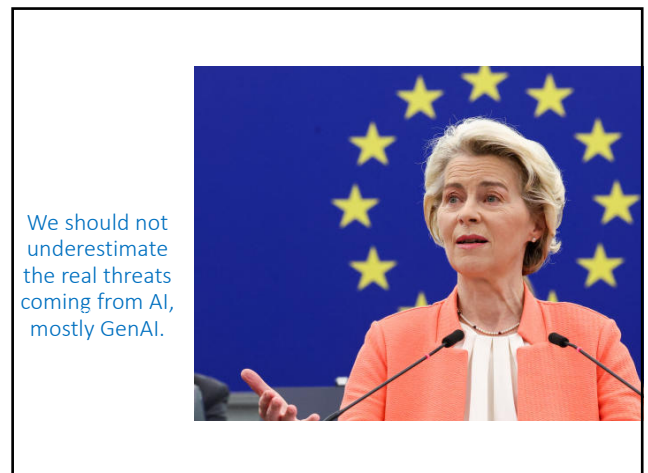 We should not
underestimate
the real threats
coming from AI,
mostly GenAI.